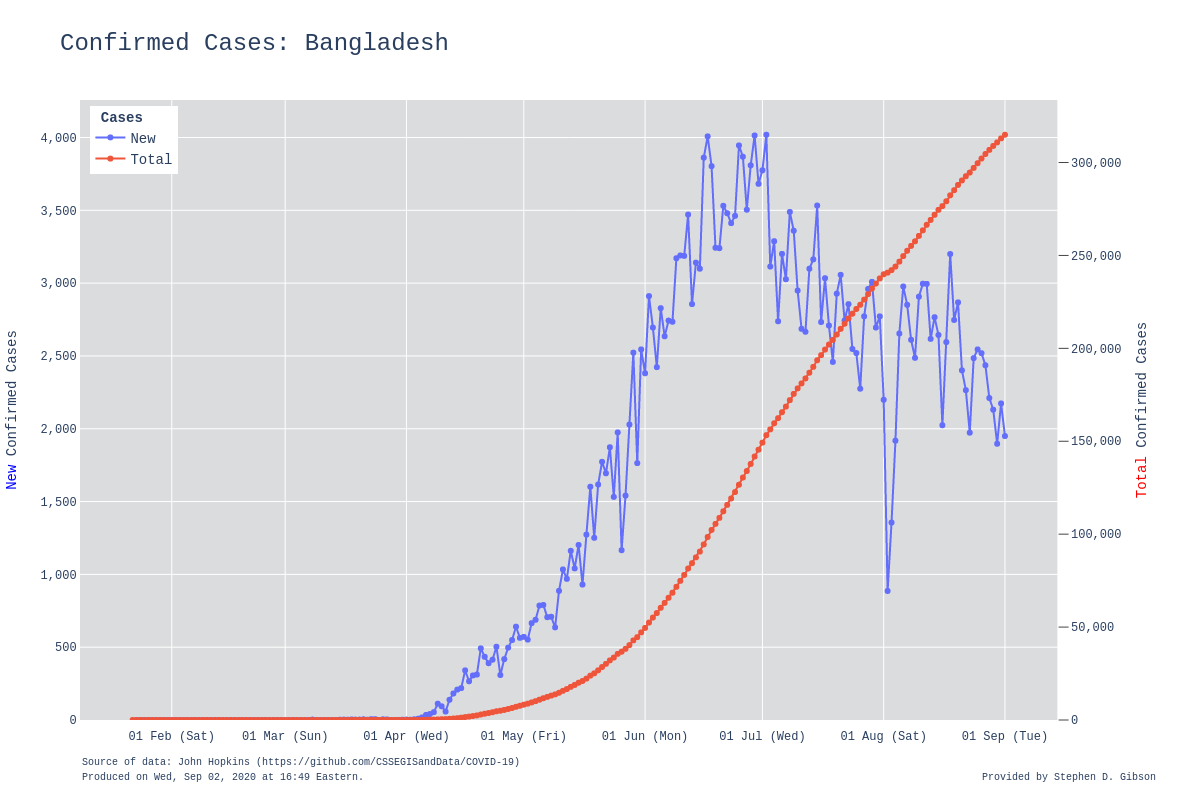 Confirmed Cases: Bangladesh
Cases
New
Total
4,000
3,500
3,000
2,500
2,000
1,500
1,000
500
0
New Confirmed Cases
300,000
250,000
200,000
150,000
100,000
50,000
0
Total Confirmed Cases
01 Feb (Sat) 01 Mar (Sun) 01 Apr (Wed) 01 May (Fri) 01 Jun (Mon) 01 Jul (Wed) 01 Aug (Sat) 01 Sep (Tue)
Source of data: John Hopkins (https://github.com/CSSEGISandData/COVID-19)
Produced on Wed, Sep 02, 2020 at 16:49 Eastern.
Provided by Stephen D. Gibson